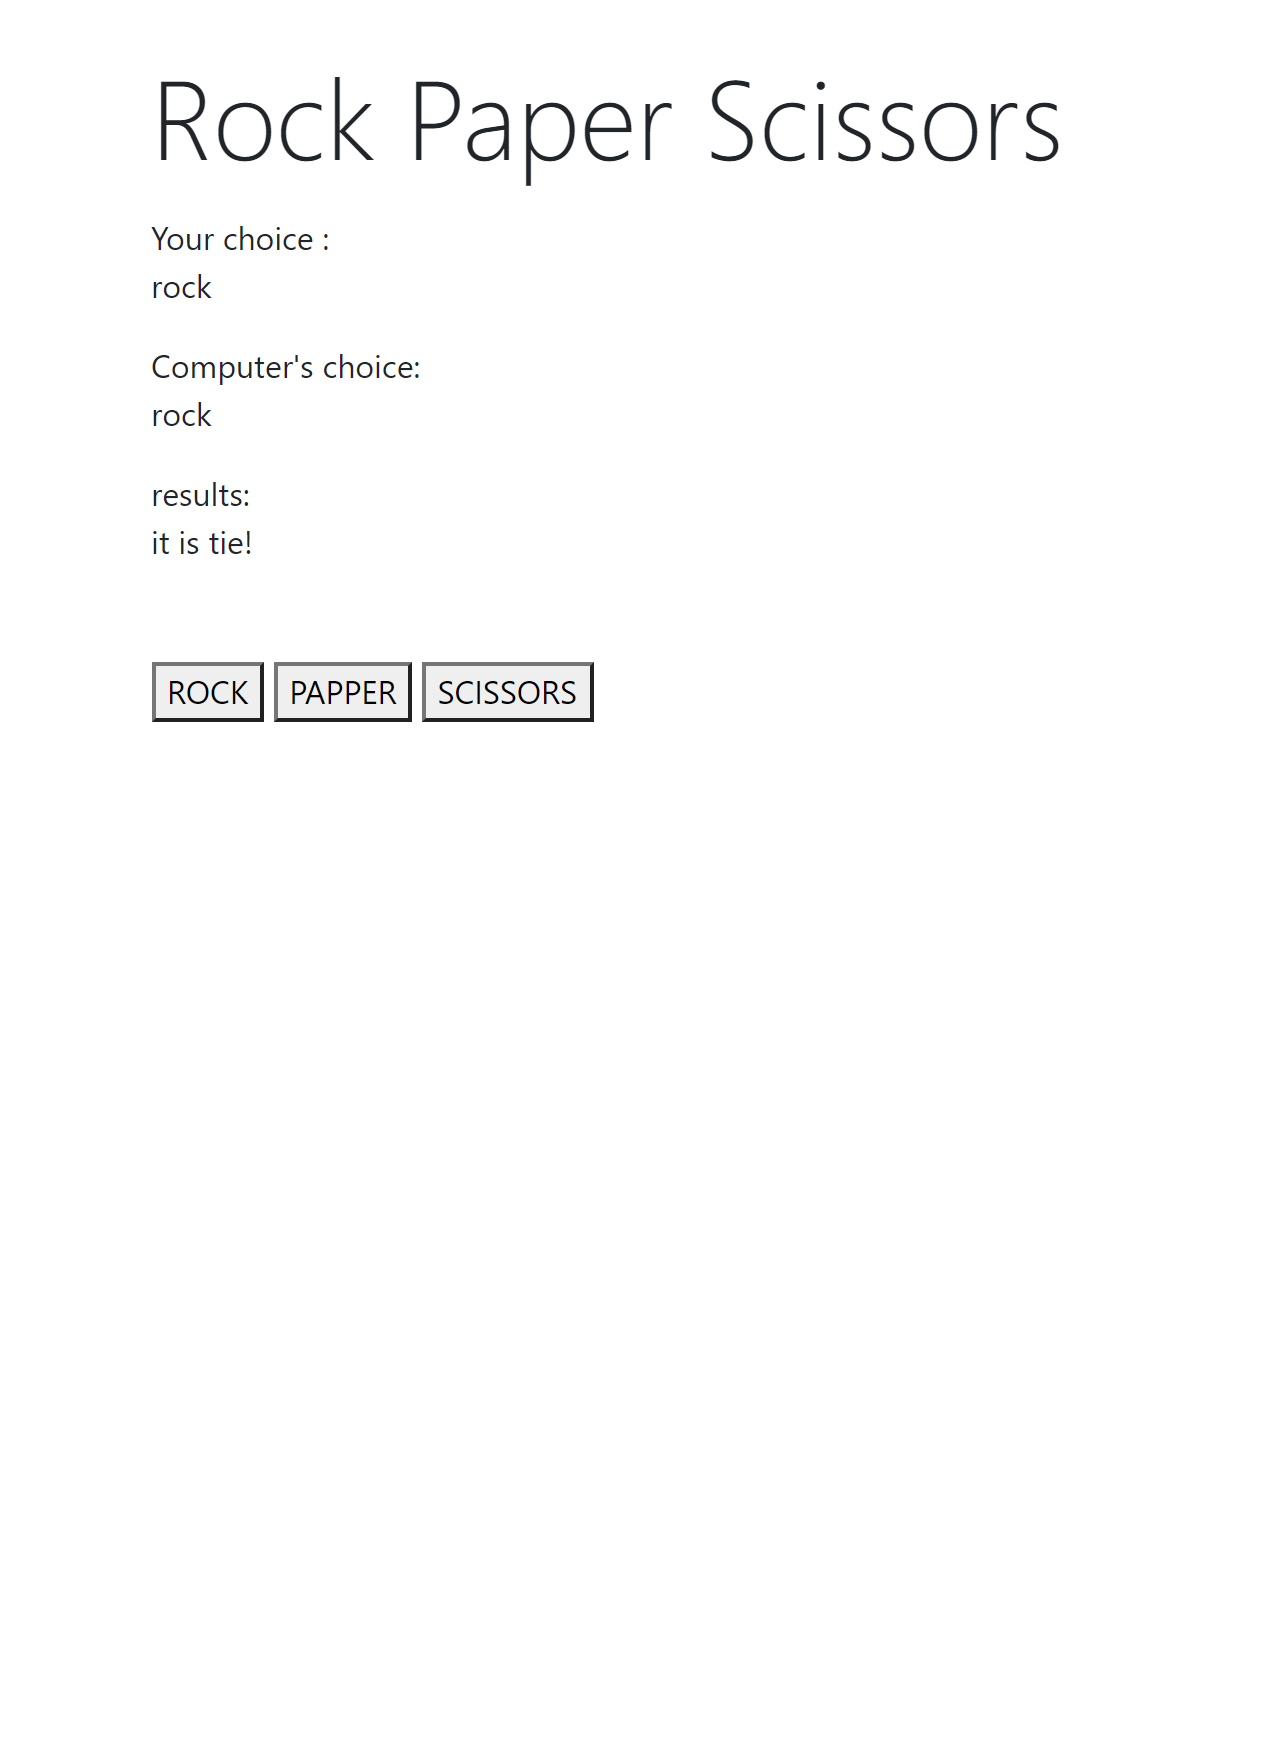 Rock Paper Scissors
Your choice :
rock
Computer's choice:
rock
results:
it is tie!
ROCK PAPPER SCISSORS